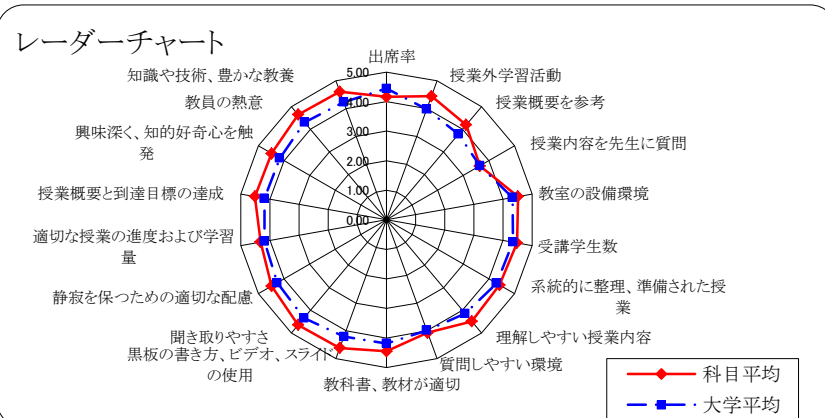 レーダーチャート
出席率
授業外学習活動
授業概要を参考
授業内容を先生に質問
教室の設備環境
受講学生数
系統的に整理、準備された授
業
理解しやすい授業内容
質問しやすい環境
教科書、教材が適切
黒板の書き方、ビデオ、スライド
の使用
聞き取りやすさ
静寂を保つための適切な配慮
適切な授業の進度および学習
量
授業概要と到達目標の達成
興味深く、知的好奇心を触
発
教員の熱意
知識や技術、豊かな教養
5.00
4.00
3.00
2.00
1.00
0.00
科目平均
大学平均